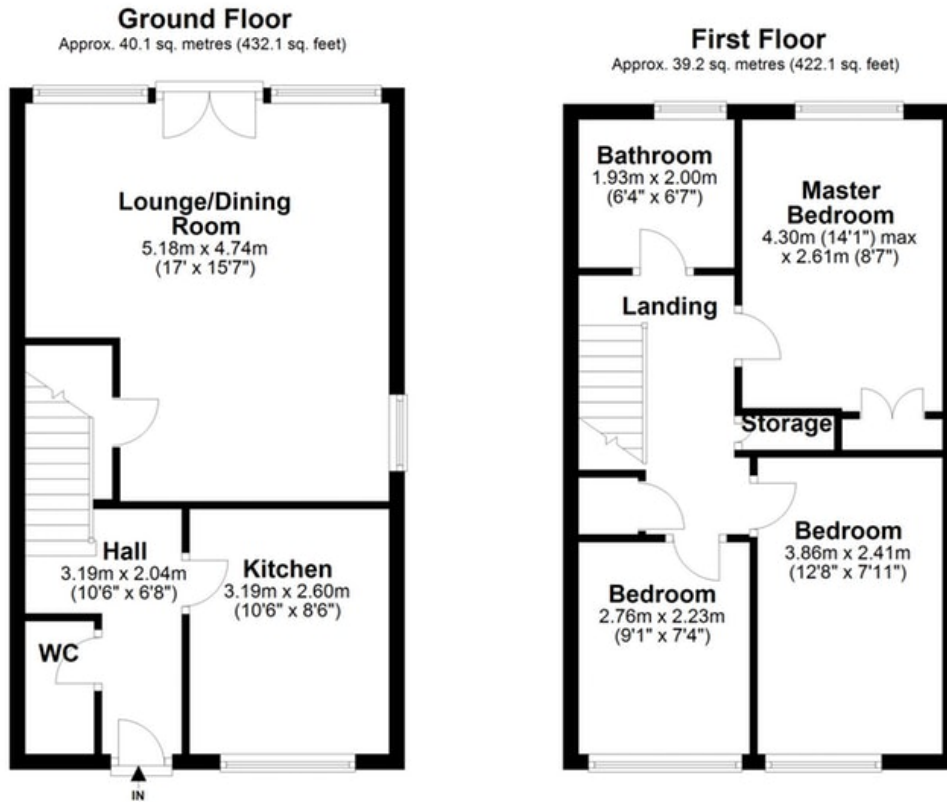 Ground Floor
Approx. 40.1 sq. metres (432.1 sq. feet)
Lounge/Dining
Room
5.18m x 4.74m
(17' x 15'7")
Hall
3.19m x 2.04m
(10'6" x 6'8")
Kitchen
3.19m x 2.60m
(10'6" x 8'6")
WC
IN
First Floor
Approx. 39.2 sq. metres (422.1 sq. feet)
Bathroom
1.93m x 2.00m
(6'4" x 6'7")
Master
Bedroom
4.30m (14'1") max
x 2.61m (8'7")
Landing
Storage
Bedroom
3.86m x 2.41m
(12'8" x 7'11")
Bedroom
2.76m x 2.23m
(9'1" x 7'4")